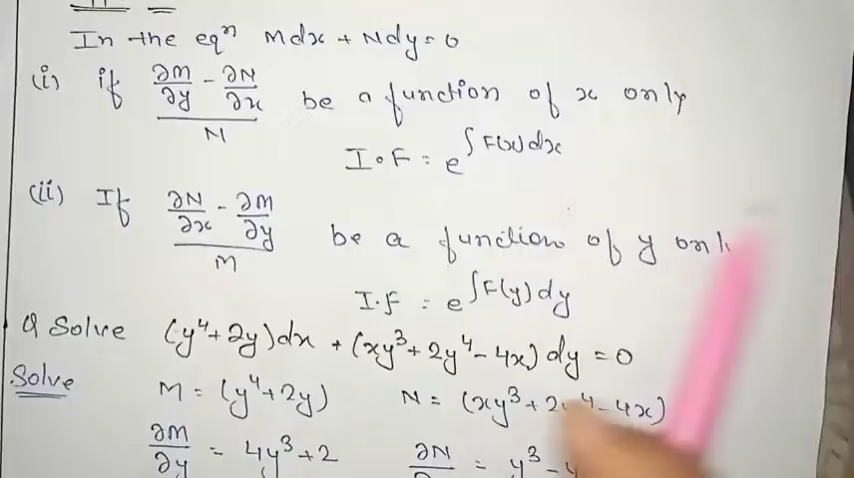 In the eqⁿ Mdx + Ndy = 0
(i) if (∂M/∂y - ∂N/∂x)/N be a function of x only
I.F = e^∫F(x)dx
(ii) If (∂N/∂x - ∂M/∂y)/M be a function of y
I.F = e^∫F(y)dy
Q Solve (y⁴+2y)dx + (xy³+2y⁴-4x)dy = 0
Solve M = (y⁴+2y) N = (xy³+2 -4x)
∂M/∂y = 4y³+2 ∂N = y³-